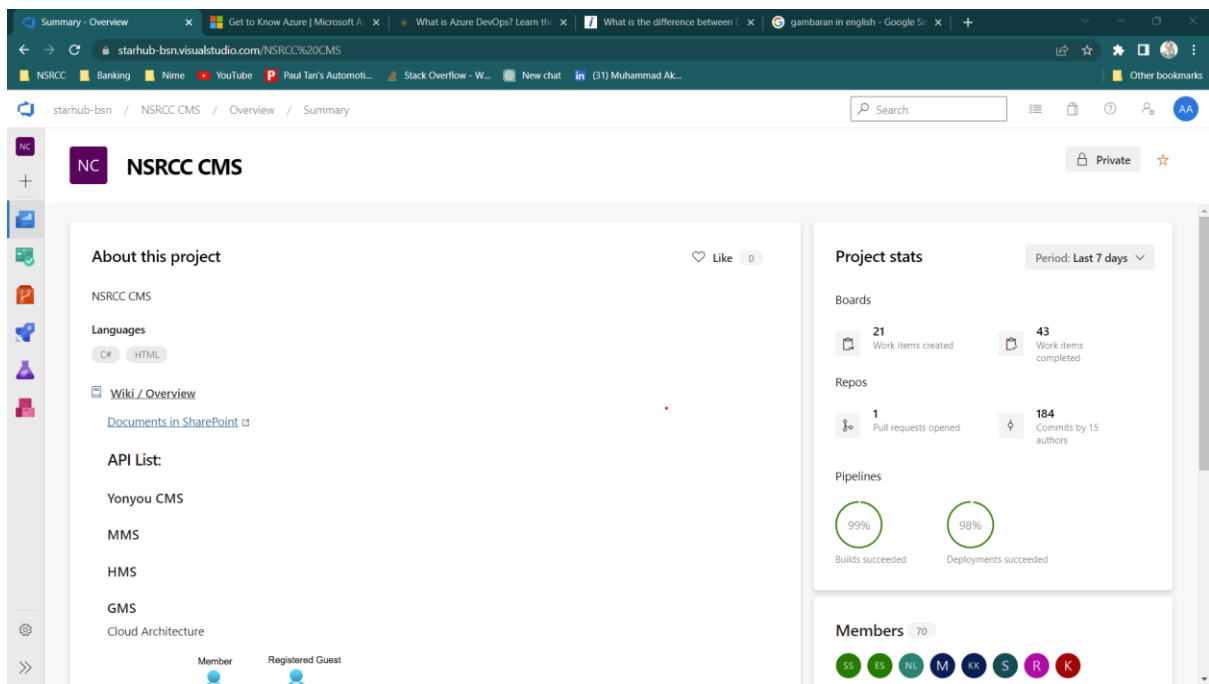 Summary - Overview
Get to Know Azure | Microsoft Az
What is Azure DevOps? Learn the
What is the difference between D
gambaran in english - Google Se
starhub-bsn.visualstudio.com/NSRCC%20CMS
NSRCC
Banking
Nime
YouTube
Paul Tan's Automoti...
Stack Overflow - W...
New chat
(31) Muhammad Ak...
Other bookmarks
starhub-bsn / NSRCC CMS / Overview / Summary
Search
AA
NC
NC
NSRCC CMS
Private
About this project
Like 0
NSRCC CMS
Languages
C# HTML
Wiki / Overview
Documents in SharePoint
API List:
Yonyou CMS
MMS
HMS
GMS
Cloud Architecture
Member
Registered Guest
Project stats
Period: Last 7 days
Boards
21
Work items created
43
Work items
completed
Repos
1
Pull requests opened
184
Commits by 15
authors
Pipelines
99%
98%
Builds succeeded
Deployments succeeded
Members 70
SS ES NL M KK S R K